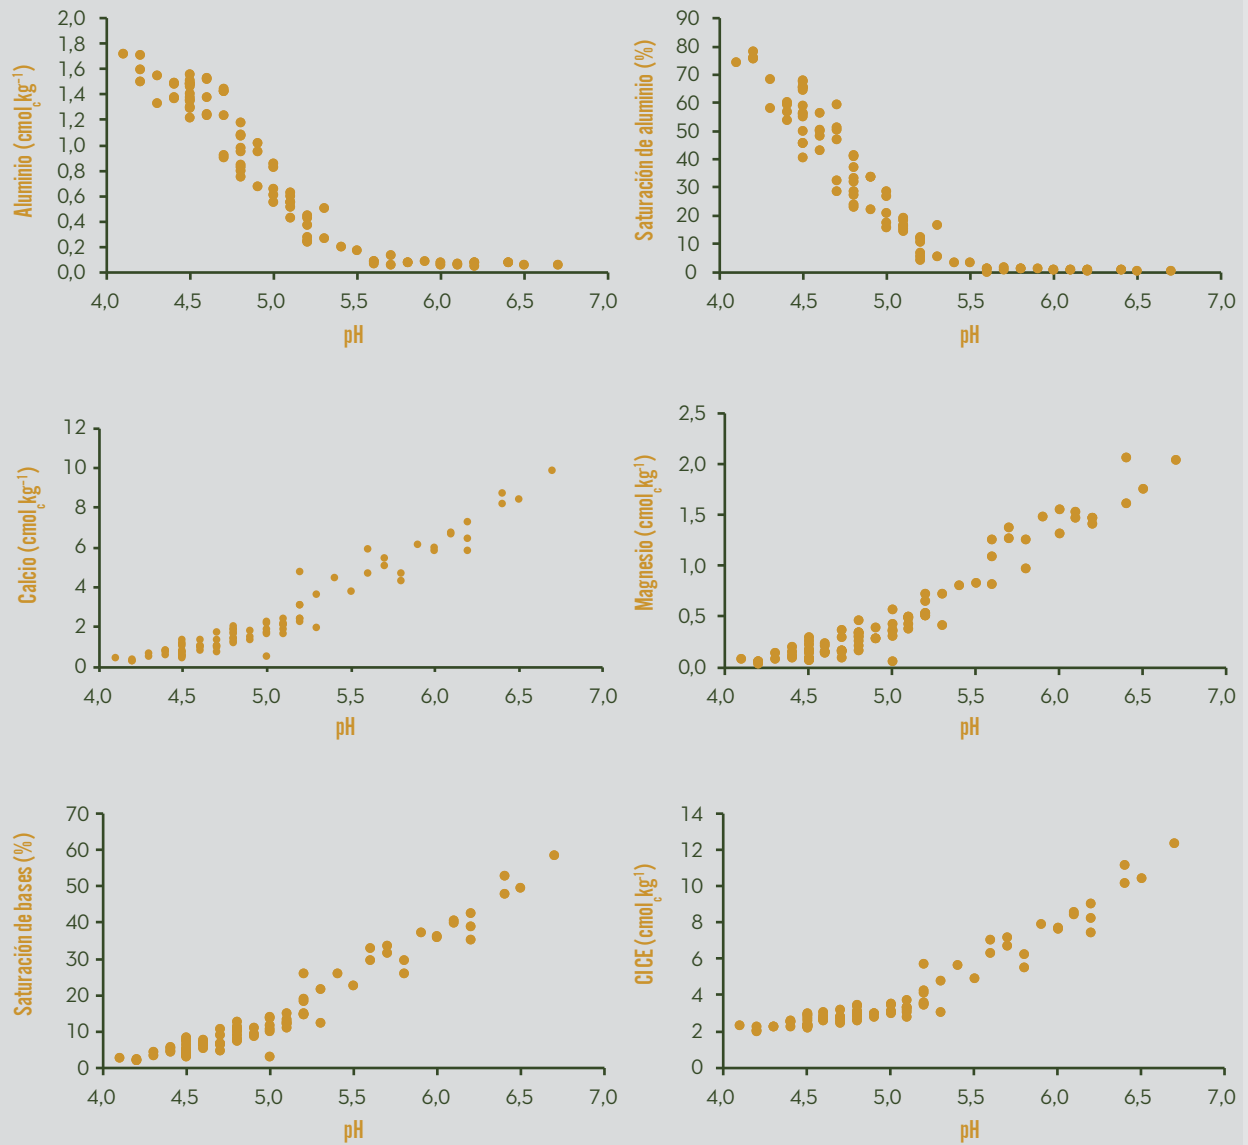 2,0
1,8
1,6
1,4
1,2
1,0
0,8
0,6
0,4
0,2
0,0
Aluminio (cmolc kg⁻¹)
4,0 4,5 5,0 5,5 6,0 6,5 7,0
pH
90
80
70
60
50
40
30
20
10
0
Saturación de aluminio (%)
4,0 4,5 5,0 5,5 6,0 6,5 7,0
pH
12
10
8
6
4
2
0
Calcio (cmolc kg⁻¹)
4,0 4,5 5,0 5,5 6,0 6,5 7,0
pH
2,5
2,0
1,5
1,0
0,5
0,0
Magnesio (cmolc kg⁻¹)
4,0 4,5 5,0 5,5 6,0 6,5 7,0
pH
70
60
50
40
30
20
10
0
Saturación de bases (%)
4,0 4,5 5,0 5,5 6,0 6,5 7,0
pH
14
12
10
8
6
4
2
0
CICE (cmolc kg⁻¹)
4,0 4,5 5,0 5,5 6,0 6,5 7,0
pH